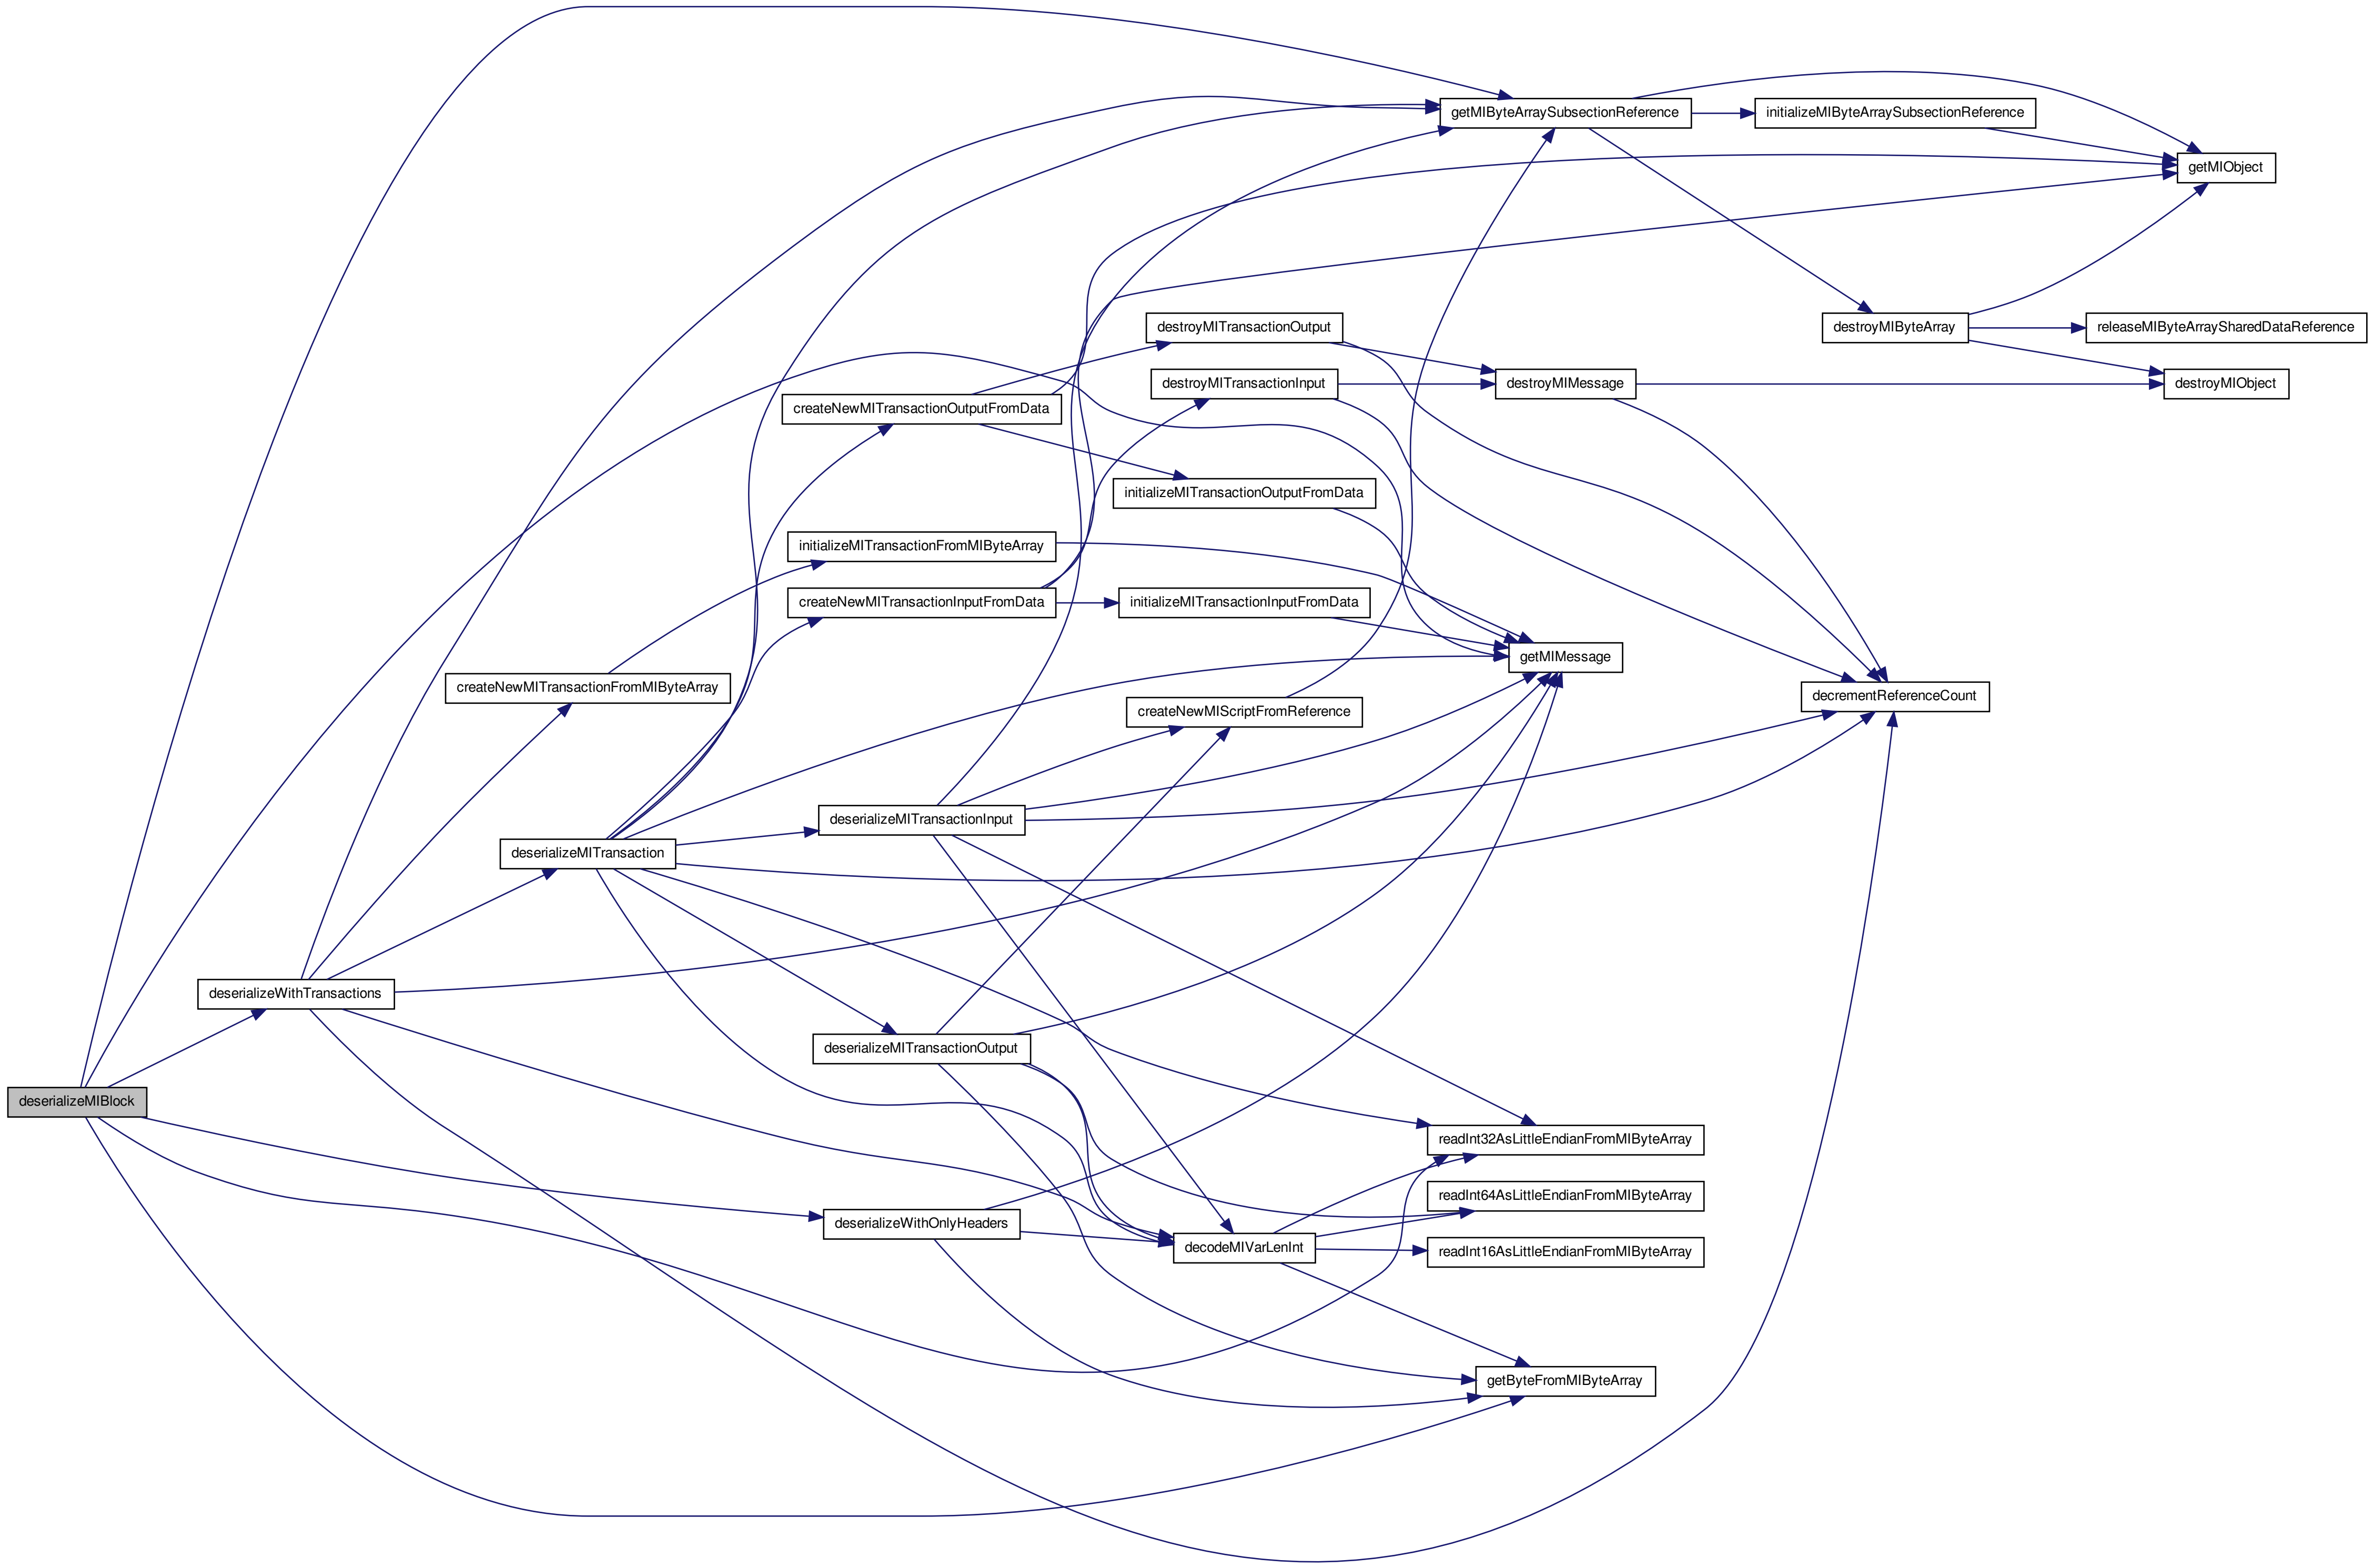 getMIByteArraySubsectionReference
initializeMIByteArraySubsectionReference
getMIObject
destroyMITransactionOutput
destroyMIByteArray
releaseMIByteArraySharedDataReference
destroyMITransactionInput
destroyMIMessage
destroyMIObject
createNewMITransactionOutputFromData
initializeMITransactionOutputFromData
initializeMITransactionFromMIByteArray
createNewMITransactionInputFromData
initializeMITransactionInputFromData
getMIMessage
createNewMITransactionFromMIByteArray
decrementReferenceCount
createNewMIScriptFromReference
deserializeMITransactionInput
deserializeMITransaction
deserializeWithTransactions
deserializeMITransactionOutput
deserializeMIBlock
readInt32AsLittleEndianFromMIByteArray
readInt64AsLittleEndianFromMIByteArray
deserializeWithOnlyHeaders
decodeMIVarLenInt
readInt16AsLittleEndianFromMIByteArray
getByteFromMIByteArray